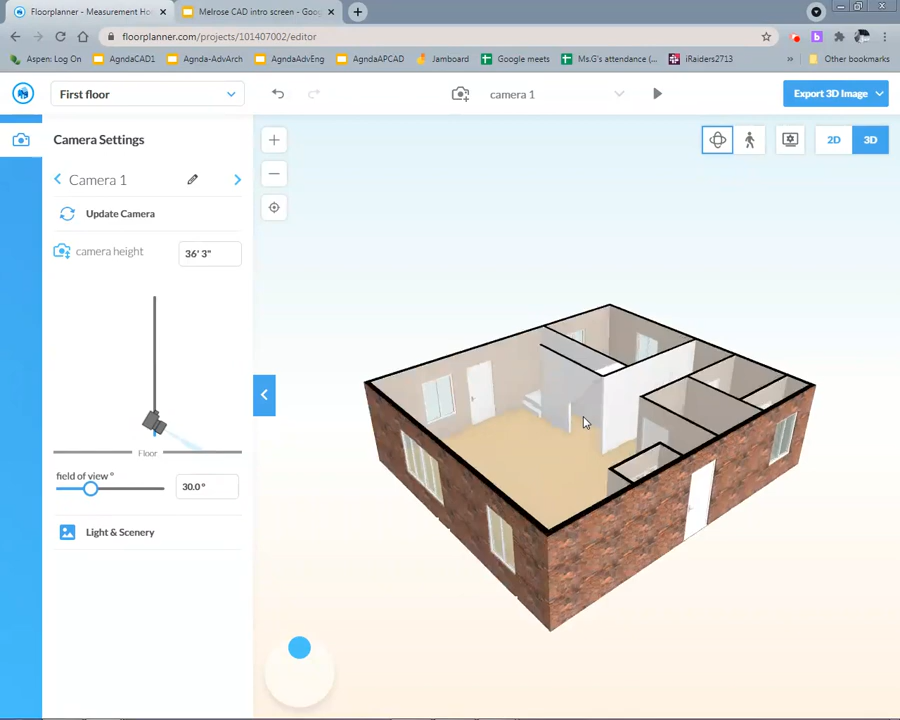 Floorplanner - Measurement Ho
Melrose CAD intro screen - Goog
floorplanner.com/projects/101407002/editor
Aspen: Log On
AgndaCAD1
Agnda-AdvArch
AgndaAdvEng
AgndaAPCAD
Jamboard
Google meets
Ms.G's attendance (...
iRaiders2713
»
Other bookmarks
First floor
camera 1
Export 3D Image
Camera Settings
2D
3D
Camera 1
Update Camera
camera height
36' 3"
Floor
field of view °
30.0 °
Light & Scenery